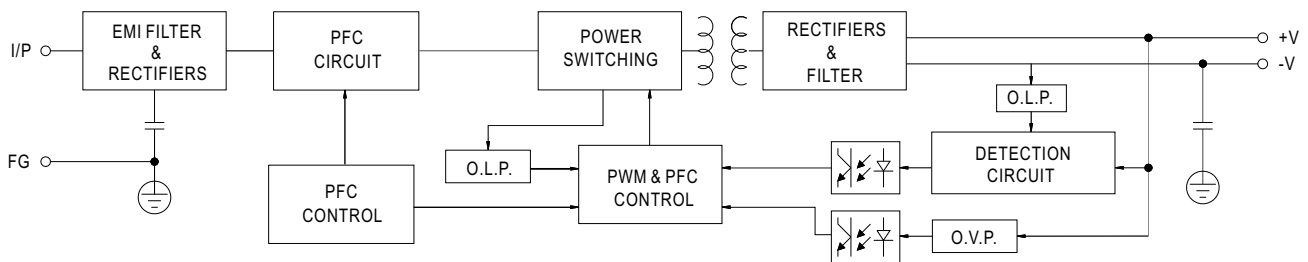 I/P
EMI FILTER
&
RECTIFIERS
PFC
CIRCUIT
POWER
SWITCHING
RECTIFIERS
&
FILTER
+V
-V
O.L.P.
FG
O.L.P.
PFC
CONTROL
PWM & PFC
CONTROL
DETECTION
CIRCUIT
O.V.P.